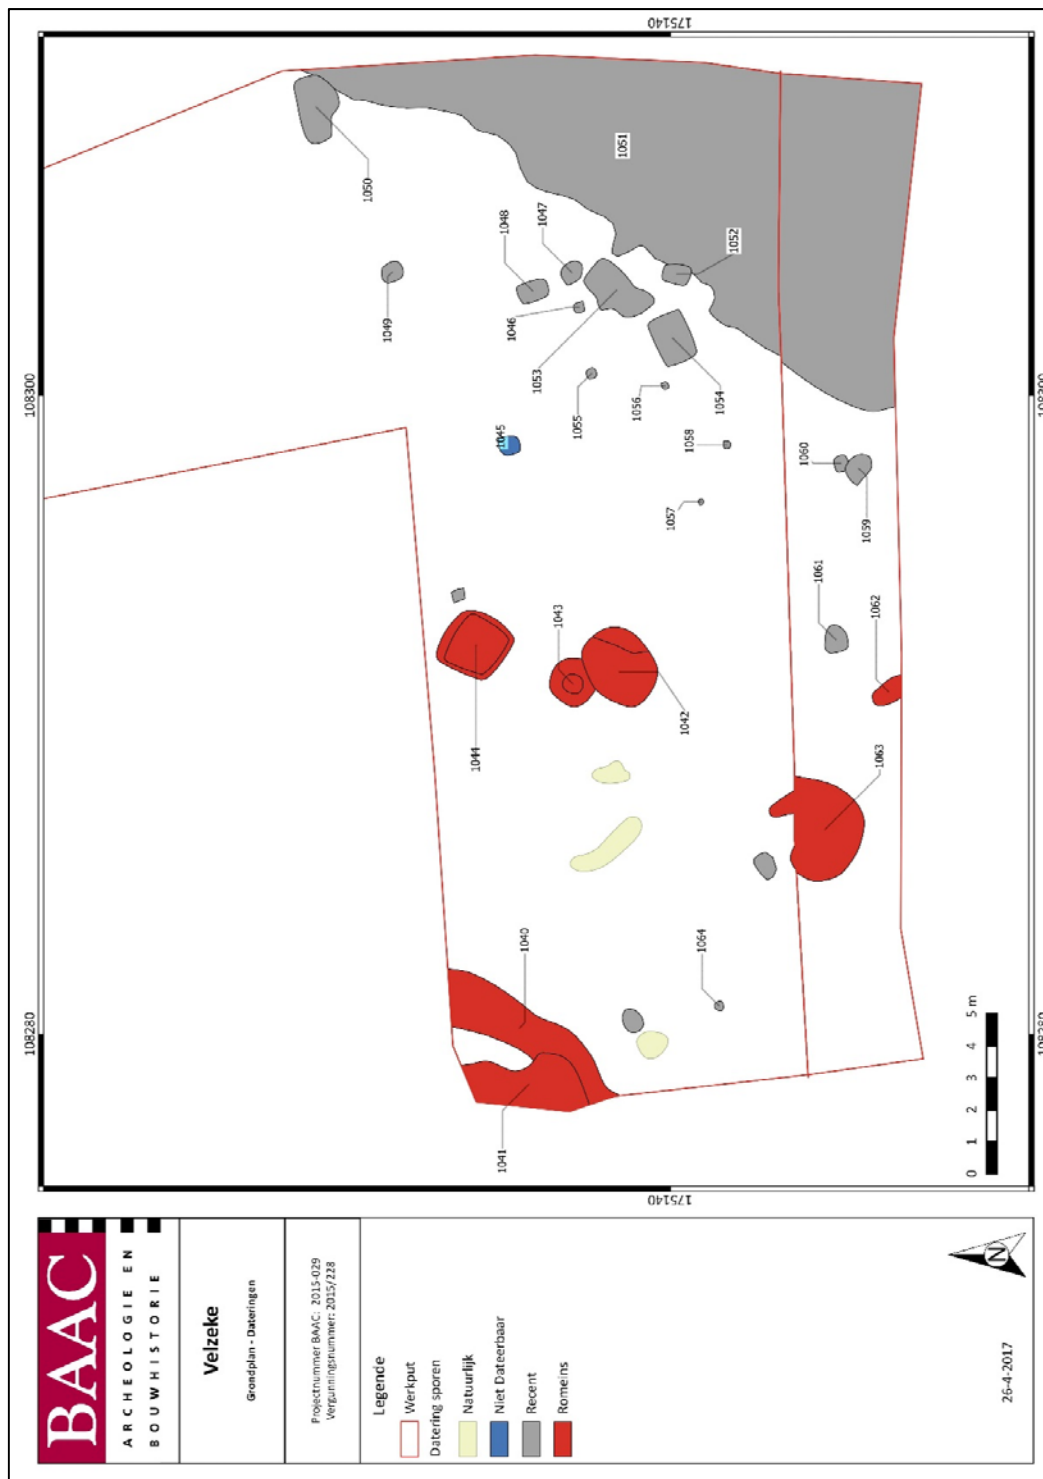 BAAC
ARCHEOLOGIE EN
BOUWHISTORIE
Velzeke
Grondplan - Dateringen
Projectnummer BAAC: 2015-029
Vergunningsnummer: 2015/228
Legende
Werkput
Datering sporen
Natuurlijk
Niet Dateerbaar
Recent
Romeins
26-4-2017
N
108280
108300
108280
108300
175140
175140
0 1 2 3 4 5 m
1050
1051
1049
1048
1047
1052
1046
1053
1055
1056
1054
1045
1058
1060
1057
1059
1061
1043
1062
1044
1042
1063
1040
1064
1041